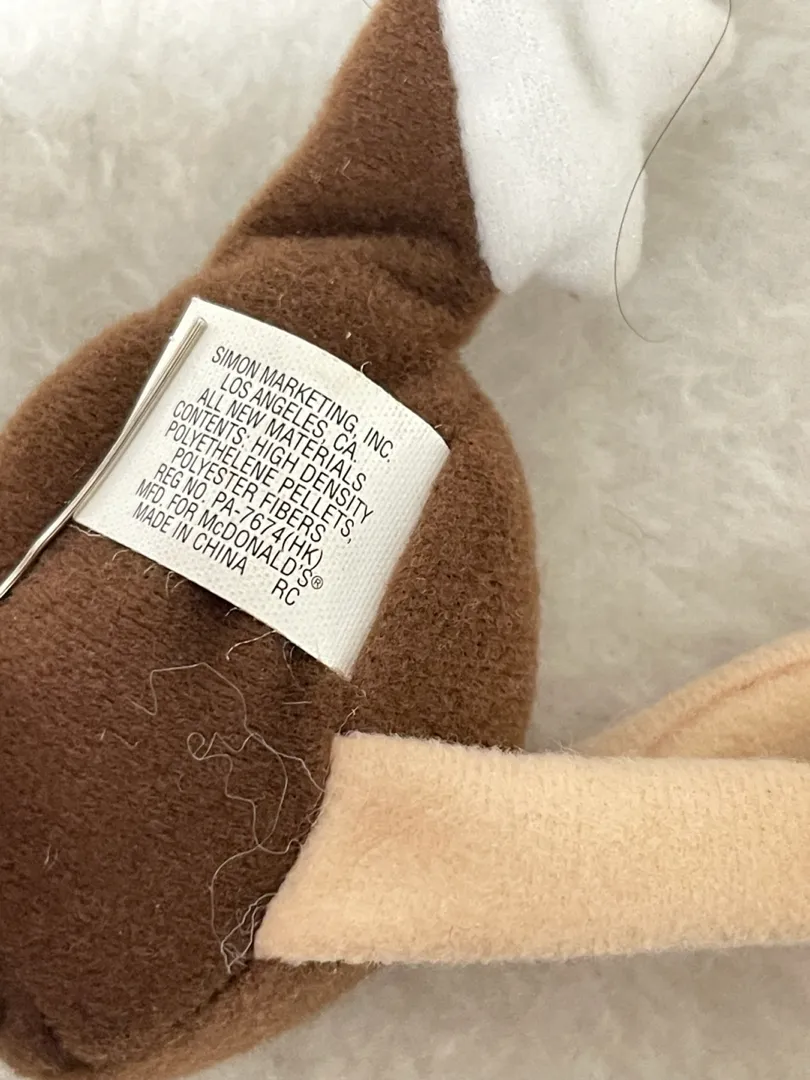 SIMON MARKETING, INC.
LOS ANGELES, CA.
ALL NEW MATERIALS
CONTENTS: HIGH DENSITY
POLYETHELENE PELLETS,
POLYESTER FIBERS
REG NO. PA-7674(HK)
MFD. FOR McDONALD'S®
MADE IN CHINA RC